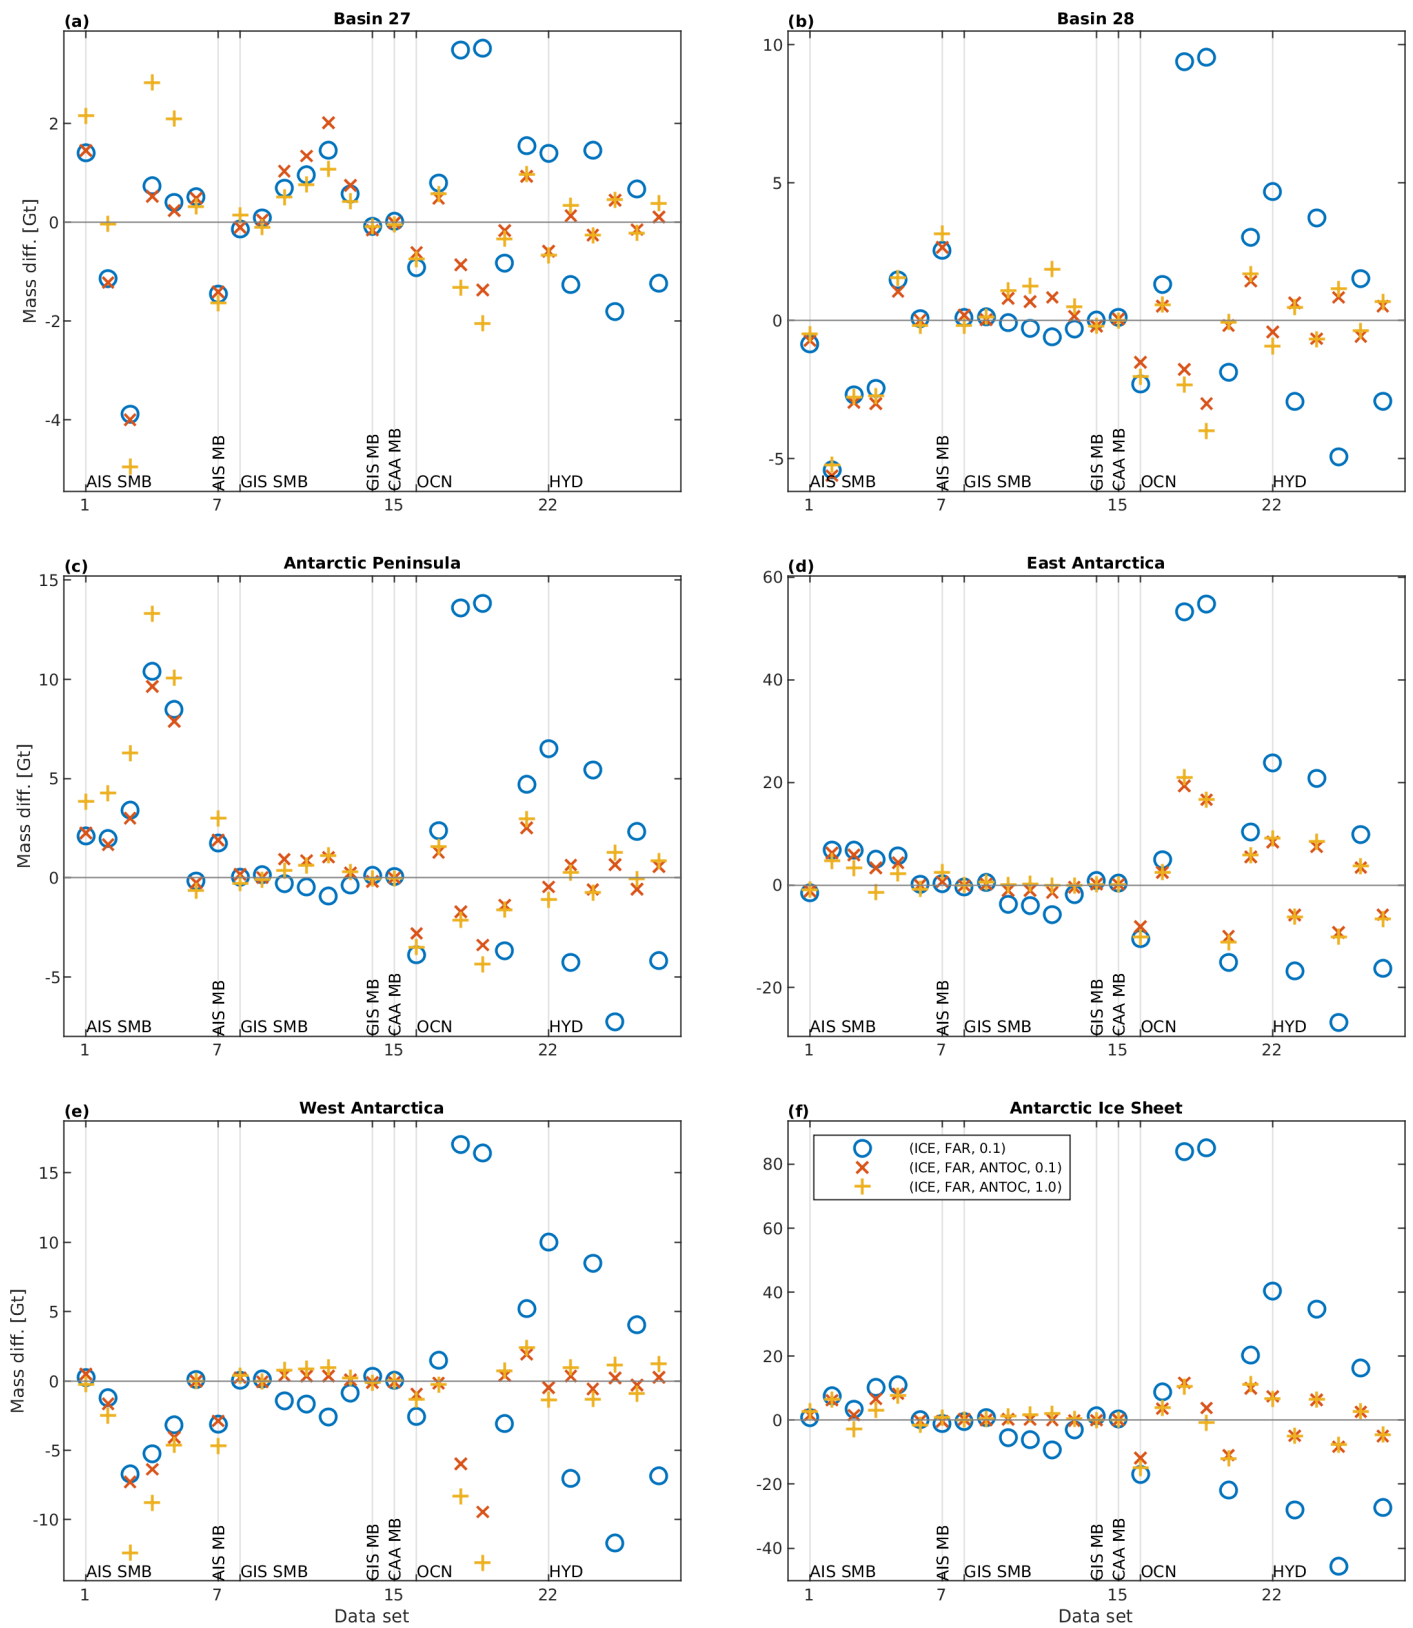 (a) Basin 27
(b) Basin 28
Mass diff. [Gt]
2
0
-2
-4
10
5
0
-5
AIS SMB AIS MB GIS SMB GIS MB CAA MB OCN HYD
AIS SMB AIS MB GIS SMB GIS MB CAA MB OCN HYD
1 7 15 22
1 7 15 22
(c) Antarctic Peninsula
(d) East Antarctica
Mass diff. [Gt]
15
10
5
0
-5
60
40
20
0
-20
AIS SMB AIS MB GIS SMB GIS MB CAA MB OCN HYD
AIS SMB AIS MB GIS SMB GIS MB CAA MB OCN HYD
1 7 15 22
1 7 15 22
(e) West Antarctica
(f) Antarctic Ice Sheet
Mass diff. [Gt]
15
10
5
0
-5
-10
80
60
40
20
0
-20
-40
(ICE, FAR, 0.1)
(ICE, FAR, ANTOC, 0.1)
(ICE, FAR, ANTOC, 1.0)
AIS SMB AIS MB GIS SMB GIS MB CAA MB OCN HYD
AIS SMB AIS MB GIS SMB GIS MB CAA MB OCN HYD
1 7 15 22
1 7 15 22
Data set
Data set